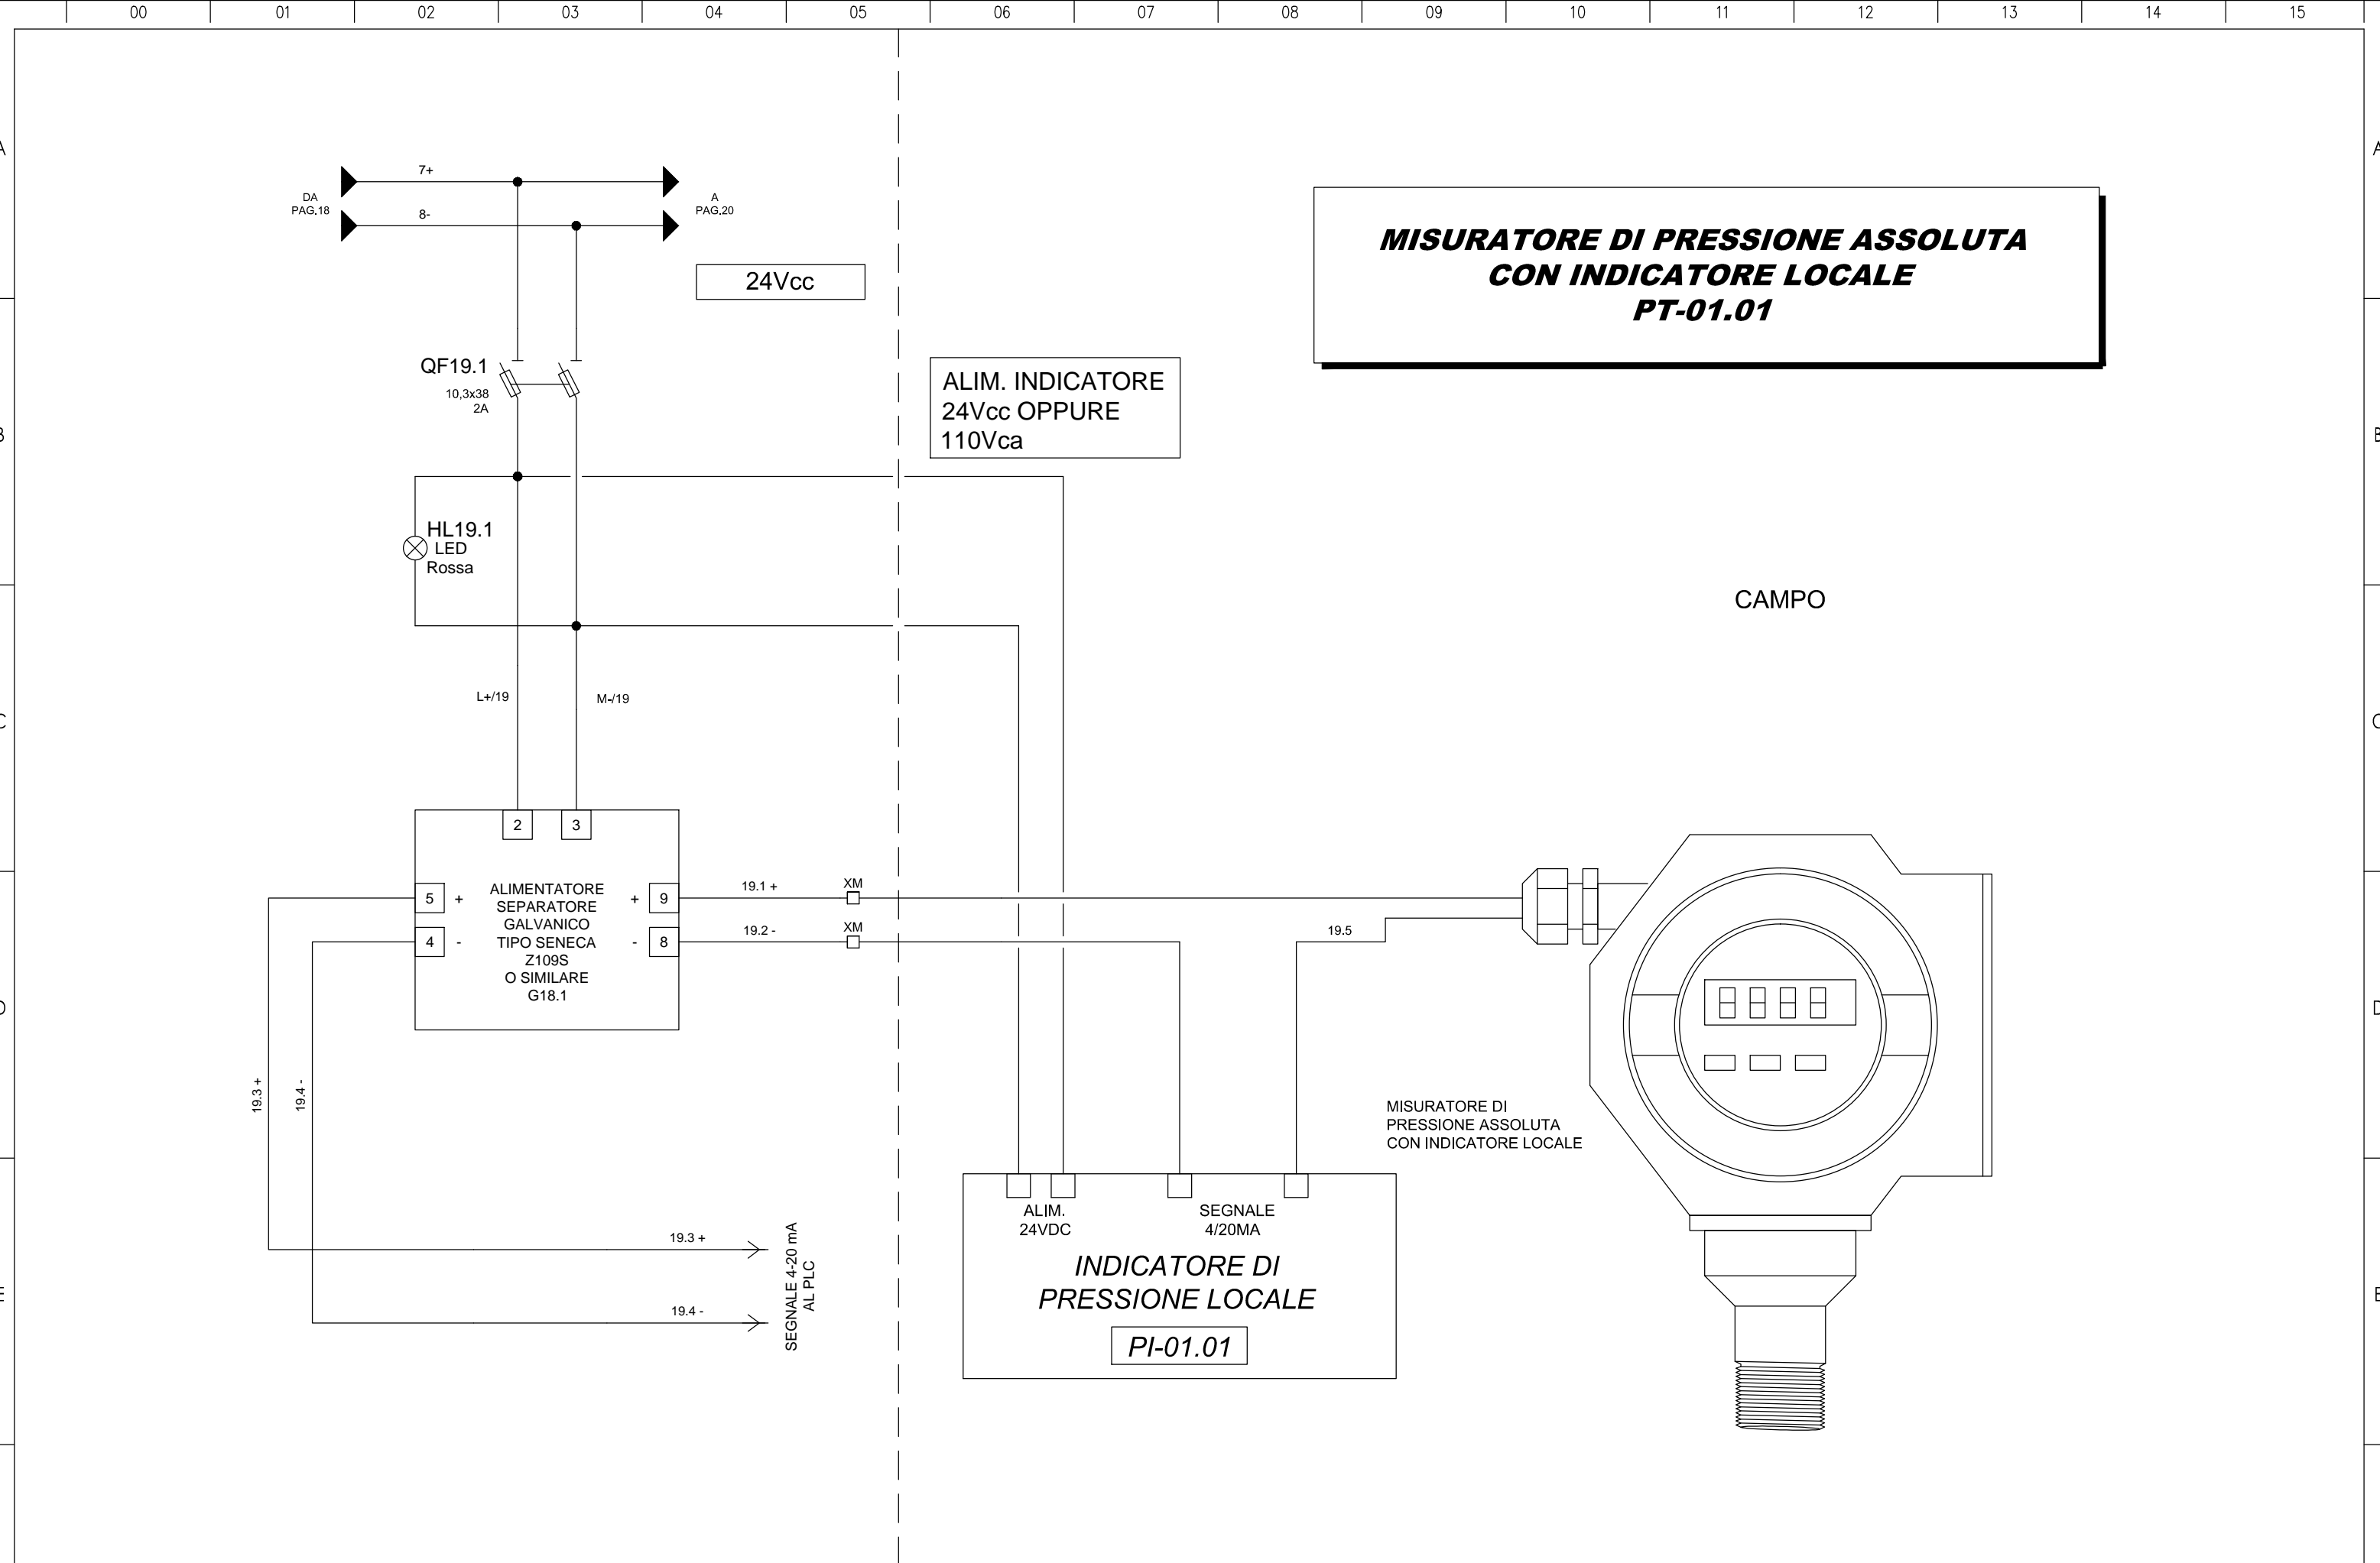 00 01 02 03 04 05 06 07 08 09 10 11 12 13 14 15
A
A
7+
DA
PAG.18
8-
A
PAG.20
24Vcc
MISURATORE DI PRESSIONE ASSOLUTA
CON INDICATORE LOCALE
PT-01.01
QF19.1
10,3x38
2A
ALIM. INDICATORE
24Vcc OPPURE
110Vca
B
B
HL19.1
LED
Rossa
CAMPO
L+/19
M-/19
C
C
2
3
5
+
4
-
ALIMENTATORE
SEPARATORE
GALVANICO
TIPO SENECA
Z109S
O SIMILARE
G18.1
+
9
-
8
19.1 +
XM
19.2 -
XM
19.5
D
D
19.3 +
19.4 -
MISURATORE DI
PRESSIONE ASSOLUTA
CON INDICATORE LOCALE
19.3 +
19.4 -
SEGNALE 4-20 mA
AL PLC
ALIM.
24VDC
SEGNALE
4/20MA
INDICATORE DI
PRESSIONE LOCALE
PI-01.01
E
E